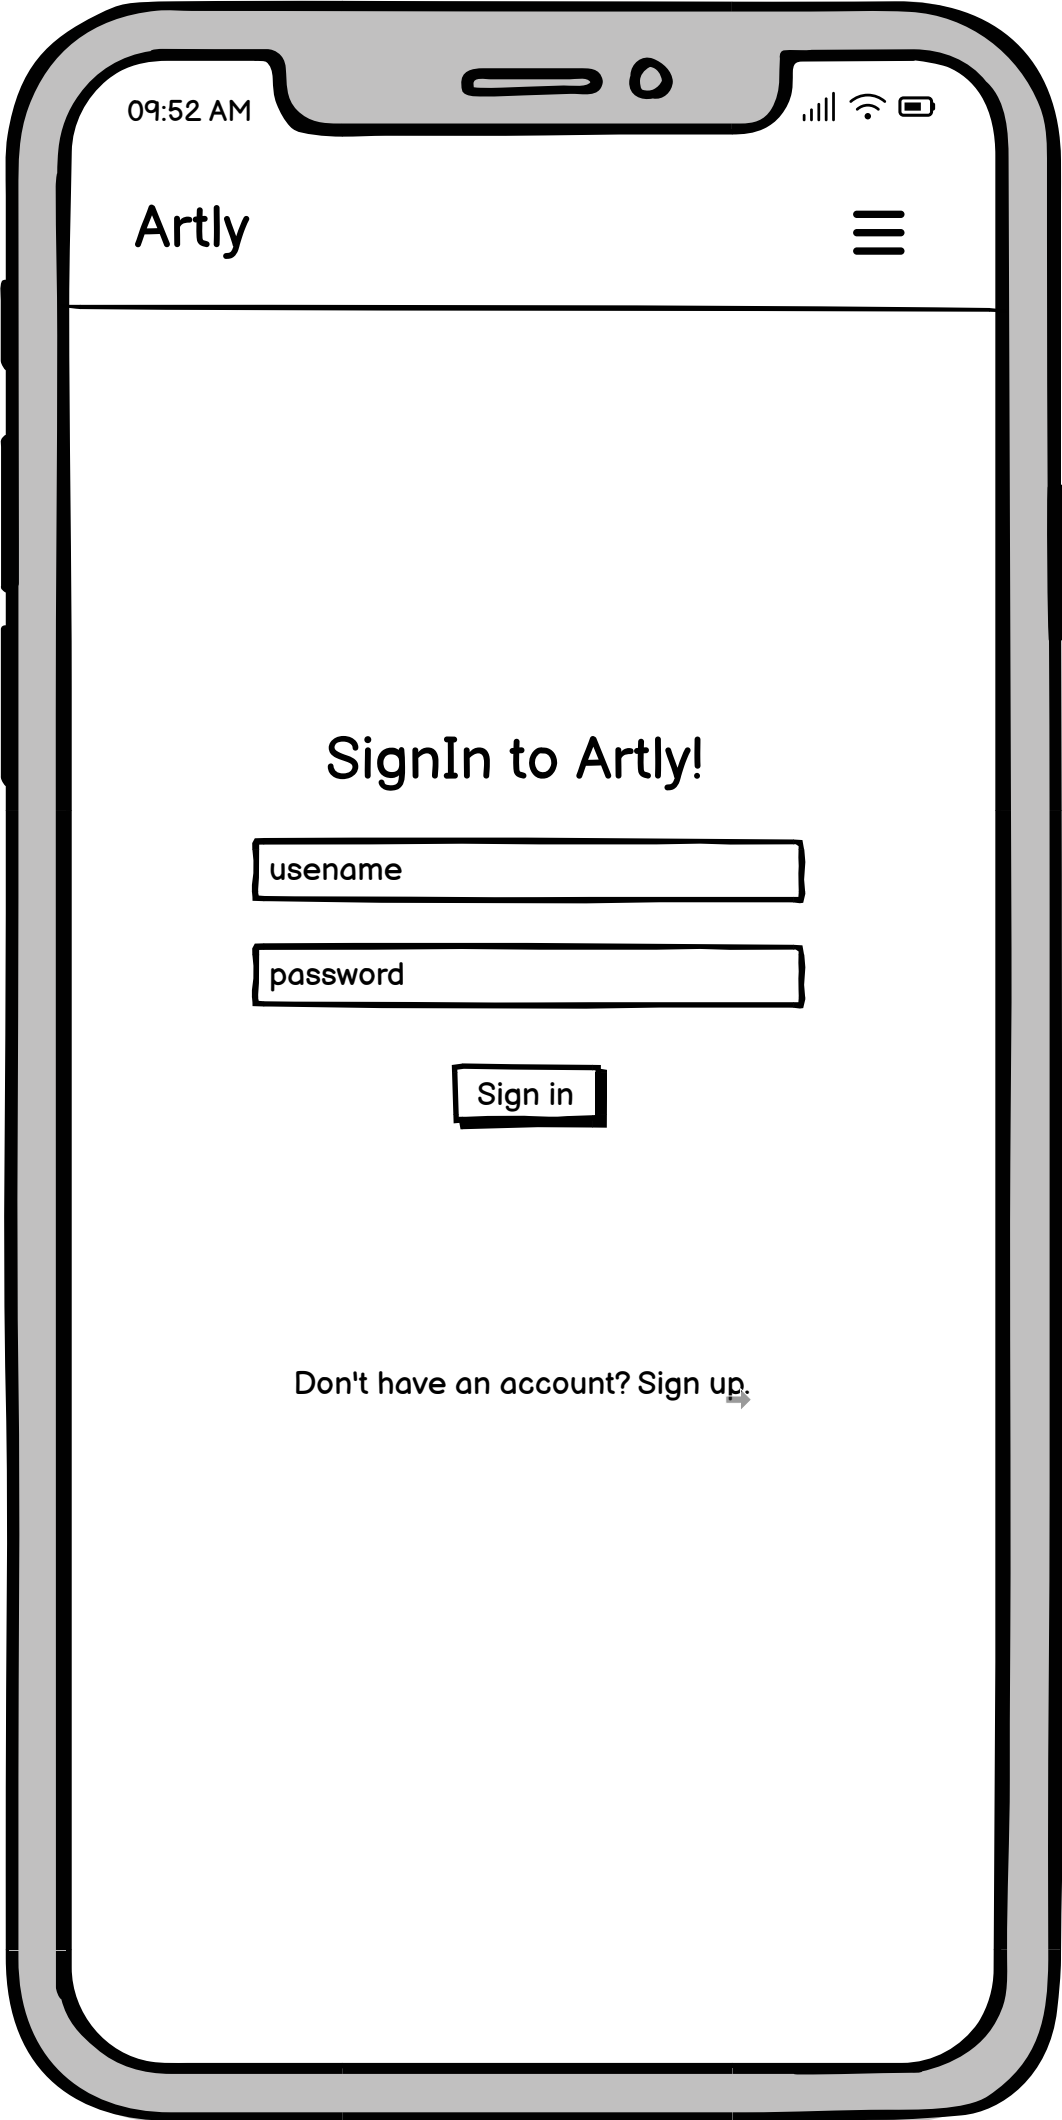 09:52 AM
Artly
SignIn to Artly!
usename
password
Sign in
Don't have an account? Sign up.